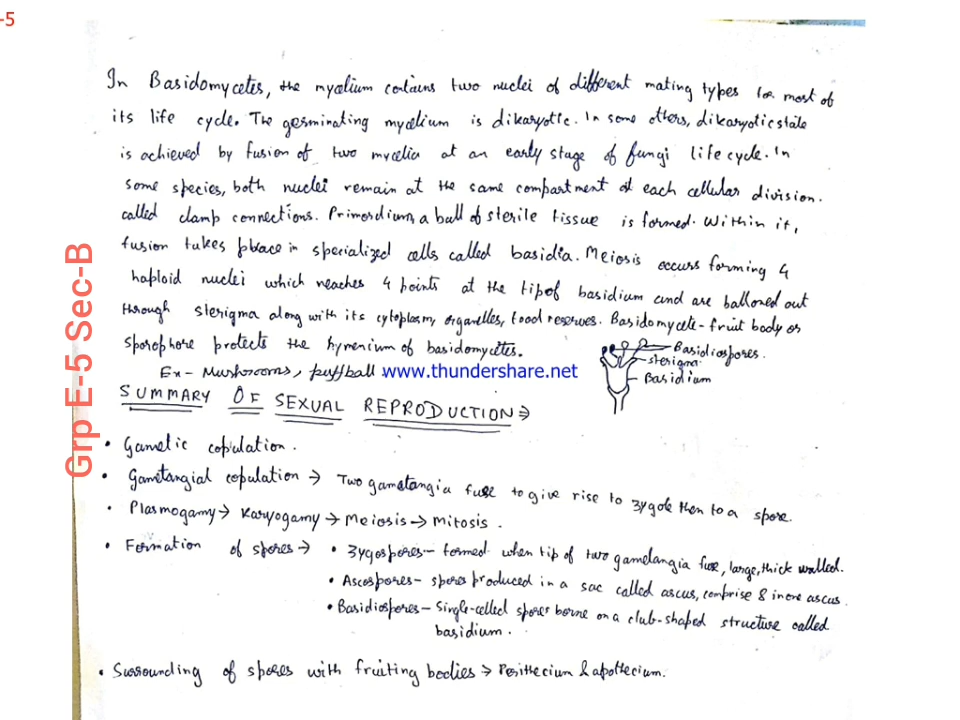 -5
In Basidomycetes, the mycelium contains two nuclei of different mating types for most of
its life cycle. The germinating mycelium is dikaryotic. In some others, dikaryotic state
is achieved by fusion of two mycelia at an early stage of fungi life cycle. In
some species, both nuclei remain at the same compartment at each cellular division.
called clamp connections. Primordium, a ball of sterile tissue is formed. Within it,
fusion takes place in specialized cells called basidia. Meiosis occurs forming 4
haploid nuclei which reaches 4 points at the tip of basidium and are balloned out
through sterigma along with its cytoplasm, organelles, food reserves. Basidomycete - fruit body or
sporophore protects the hymenium of basidomycetes.
Basidiospores.
sterigma
Basidium
Ex - Mushrooms, puffball www.thundershare.net
SUMMARY OF SEXUAL REPRODUCTION ⇒
• Gametic copulation.
• Gametangial copulation → Two gametangia fuse to give rise to zygote then to a spore.
• Plasmogamy → Karyogamy → Meiosis → Mitosis.
• Formation of spores → • Zygospores - formed when tip of two gametangia fuse, large, thick walled.
• Ascospores - spores produced in a sac called ascus, comprise 8 in one ascus.
• Basidiospores - Single-celled spores borne on a club-shaped structure called
basidium.
• Surrounding of spores with fruiting bodies → Perithecium & apothecium.
Grp E-5 Sec-B